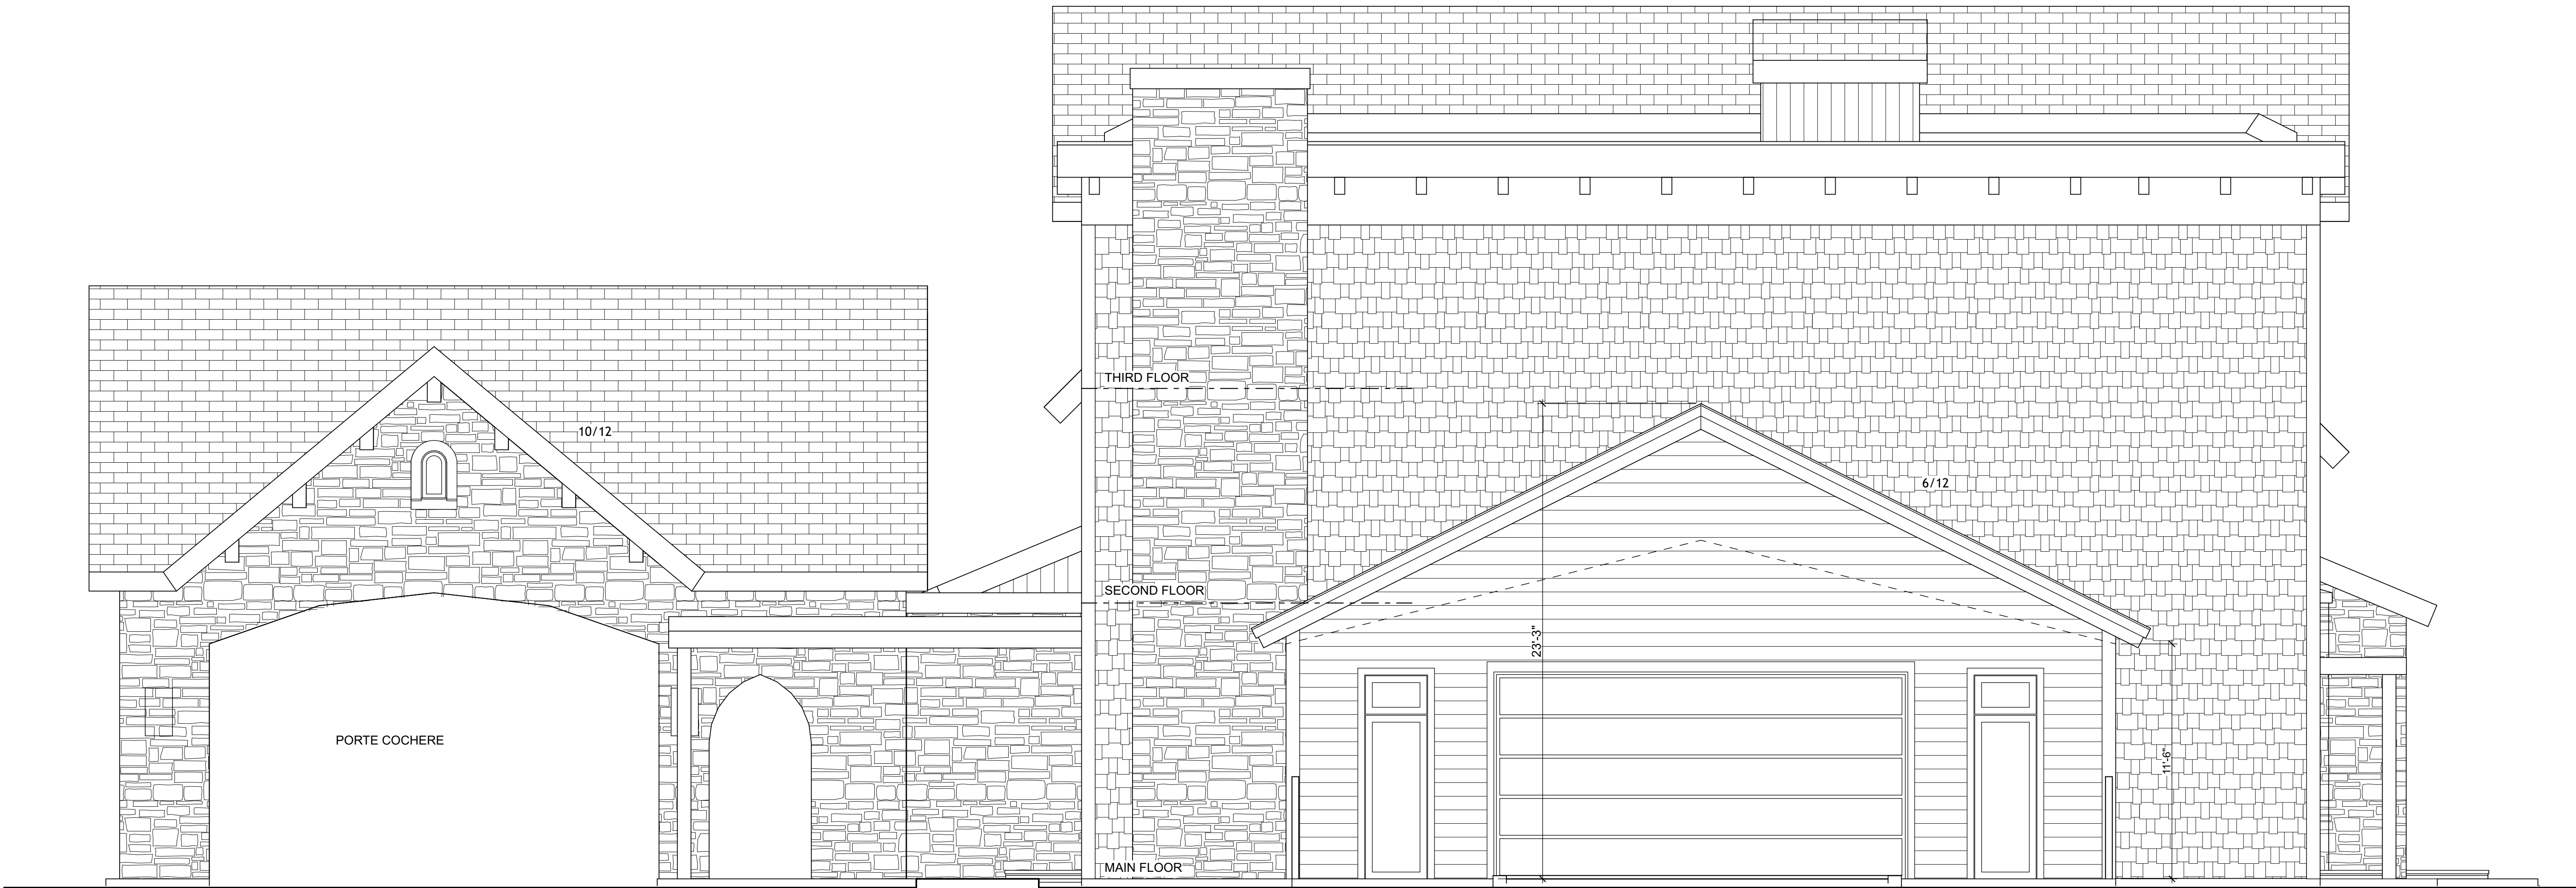 THIRD FLOOR
10/12
6/12
SECOND FLOOR
23'-3"
PORTE COCHERE
11'-6"
MAIN FLOOR